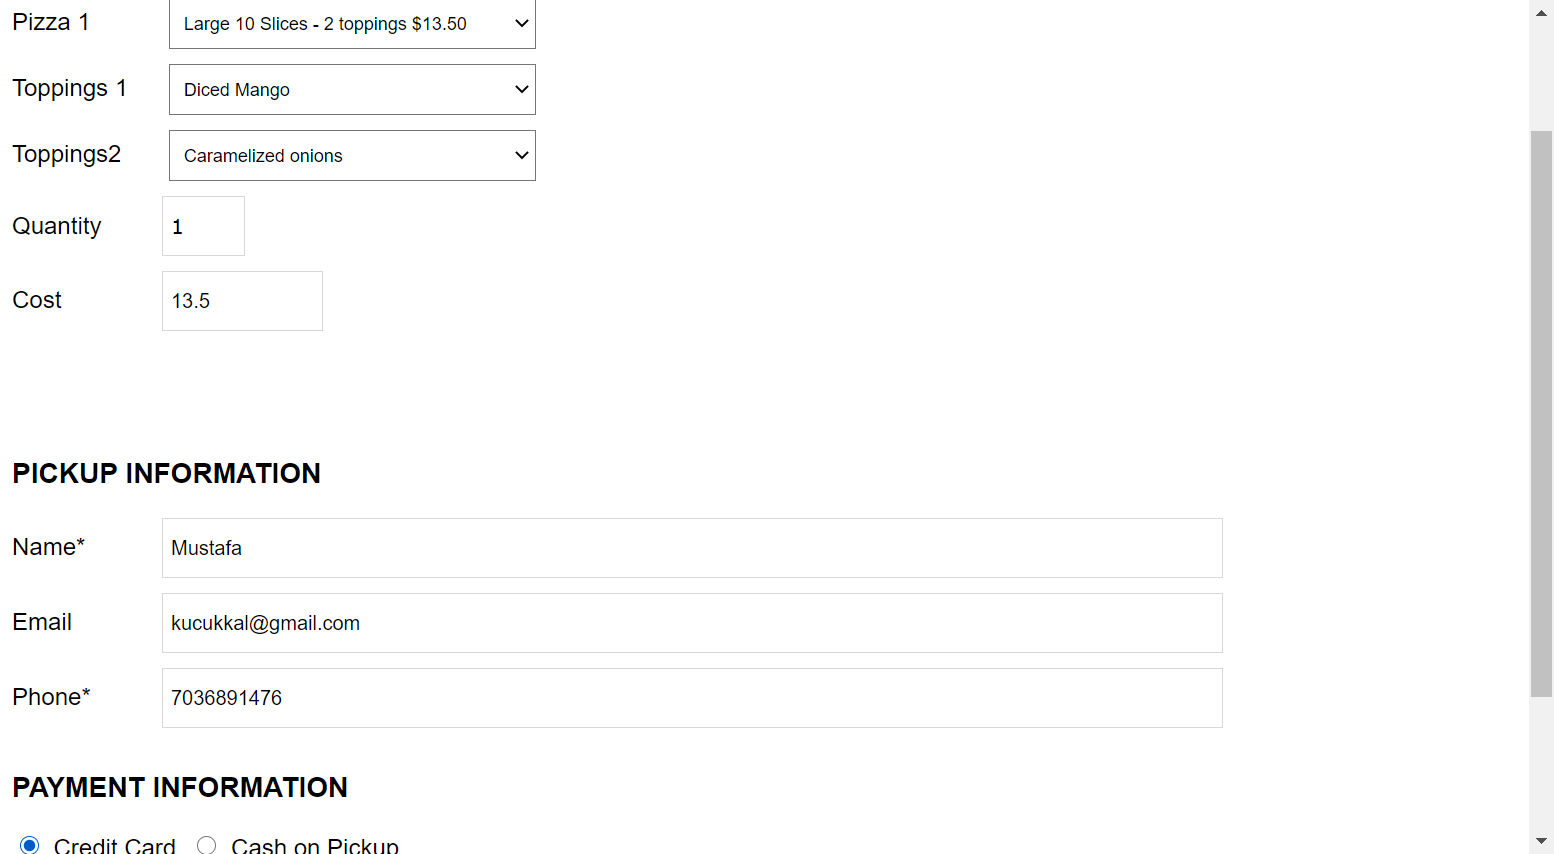 Pizza 1 Large 10 Slices - 2 toppings $13.50
Toppings 1 Diced Mango
Toppings2 Caramelized onions
Quantity 1
Cost 13.5
PICKUP INFORMATION
Name* Mustafa
Email kucukkal@gmail.com
Phone* 7036891476
PAYMENT INFORMATION
Credit Card Cash on Pickup